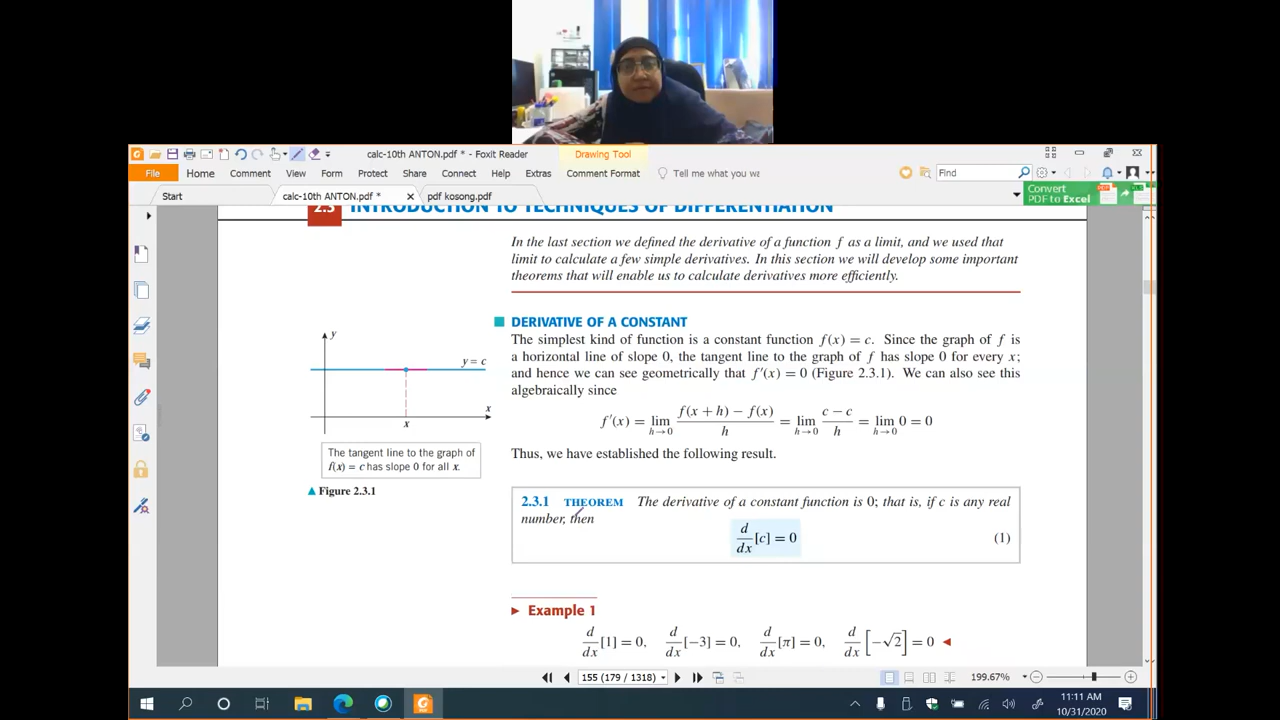 calc-10th ANTON.pdf * - Foxit Reader
Drawing Tool
File Home Comment View Form Protect Share Connect Help Extras Comment Format Tell me what you wa Find
Start calc-10th ANTON.pdf * pdf kosong.pdf
Convert
PDF to Excel
2.3 INTRODUCTION TO TECHNIQUES OF DIFFERENTIATION
In the last section we defined the derivative of a function f as a limit, and we used that
limit to calculate a few simple derivatives. In this section we will develop some important
theorems that will enable us to calculate derivatives more efficiently.
DERIVATIVE OF A CONSTANT
The simplest kind of function is a constant function f(x) = c. Since the graph of f is
a horizontal line of slope 0, the tangent line to the graph of f has slope 0 for every x;
and hence we can see geometrically that f′(x) = 0 (Figure 2.3.1). We can also see this
algebraically since
f′(x) = lim h→0 f(x + h) − f(x) / h = lim h→0 c − c / h = lim h→0 0 = 0
Thus, we have established the following result.
y
y = c
x
x
The tangent line to the graph of
f(x) = c has slope 0 for all x.
▲ Figure 2.3.1
2.3.1 THEOREM The derivative of a constant function is 0; that is, if c is any real
number, then
d/dx [c] = 0 (1)
► Example 1
d/dx [1] = 0, d/dx [−3] = 0, d/dx [π] = 0, d/dx [−√2] = 0 ◄
155 (179 / 1318)
199.67%
11:11 AM
10/31/2020